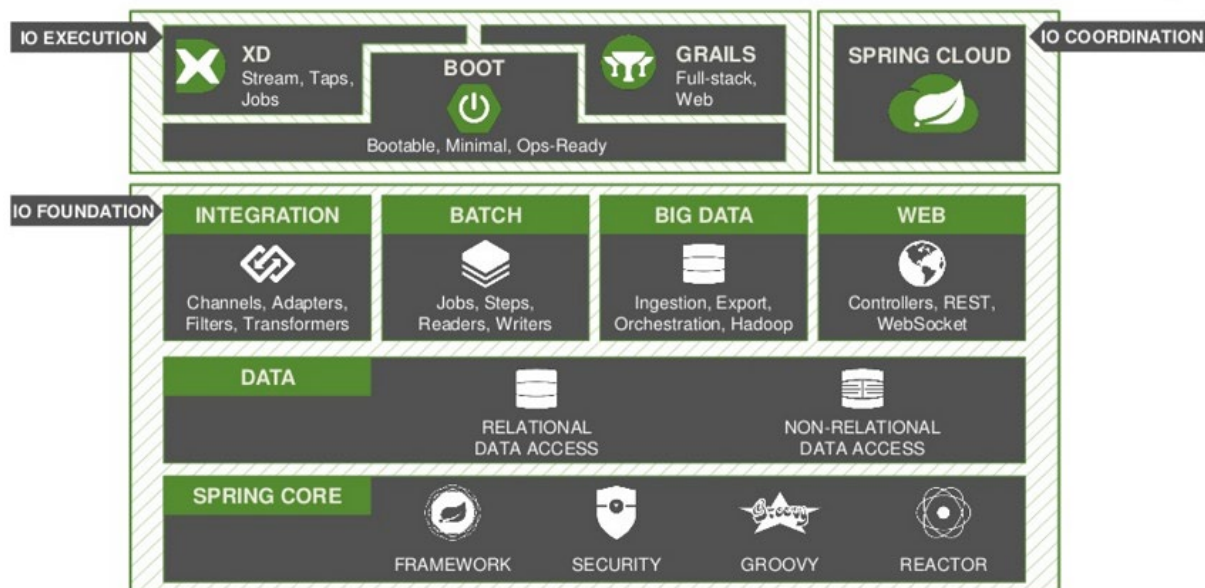 IO EXECUTION
XD
Stream, Taps,
Jobs
BOOT
GRAILS
Full-stack,
Web
Bootable, Minimal, Ops-Ready
SPRING CLOUD
IO COORDINATION
IO FOUNDATION
INTEGRATION
Channels, Adapters,
Filters, Transformers
BATCH
Jobs, Steps,
Readers, Writers
BIG DATA
Ingestion, Export,
Orchestration, Hadoop
WEB
Controllers, REST,
WebSocket
DATA
RELATIONAL
DATA ACCESS
NON-RELATIONAL
DATA ACCESS
SPRING CORE
FRAMEWORK
SECURITY
Groovy
GROOVY
REACTOR